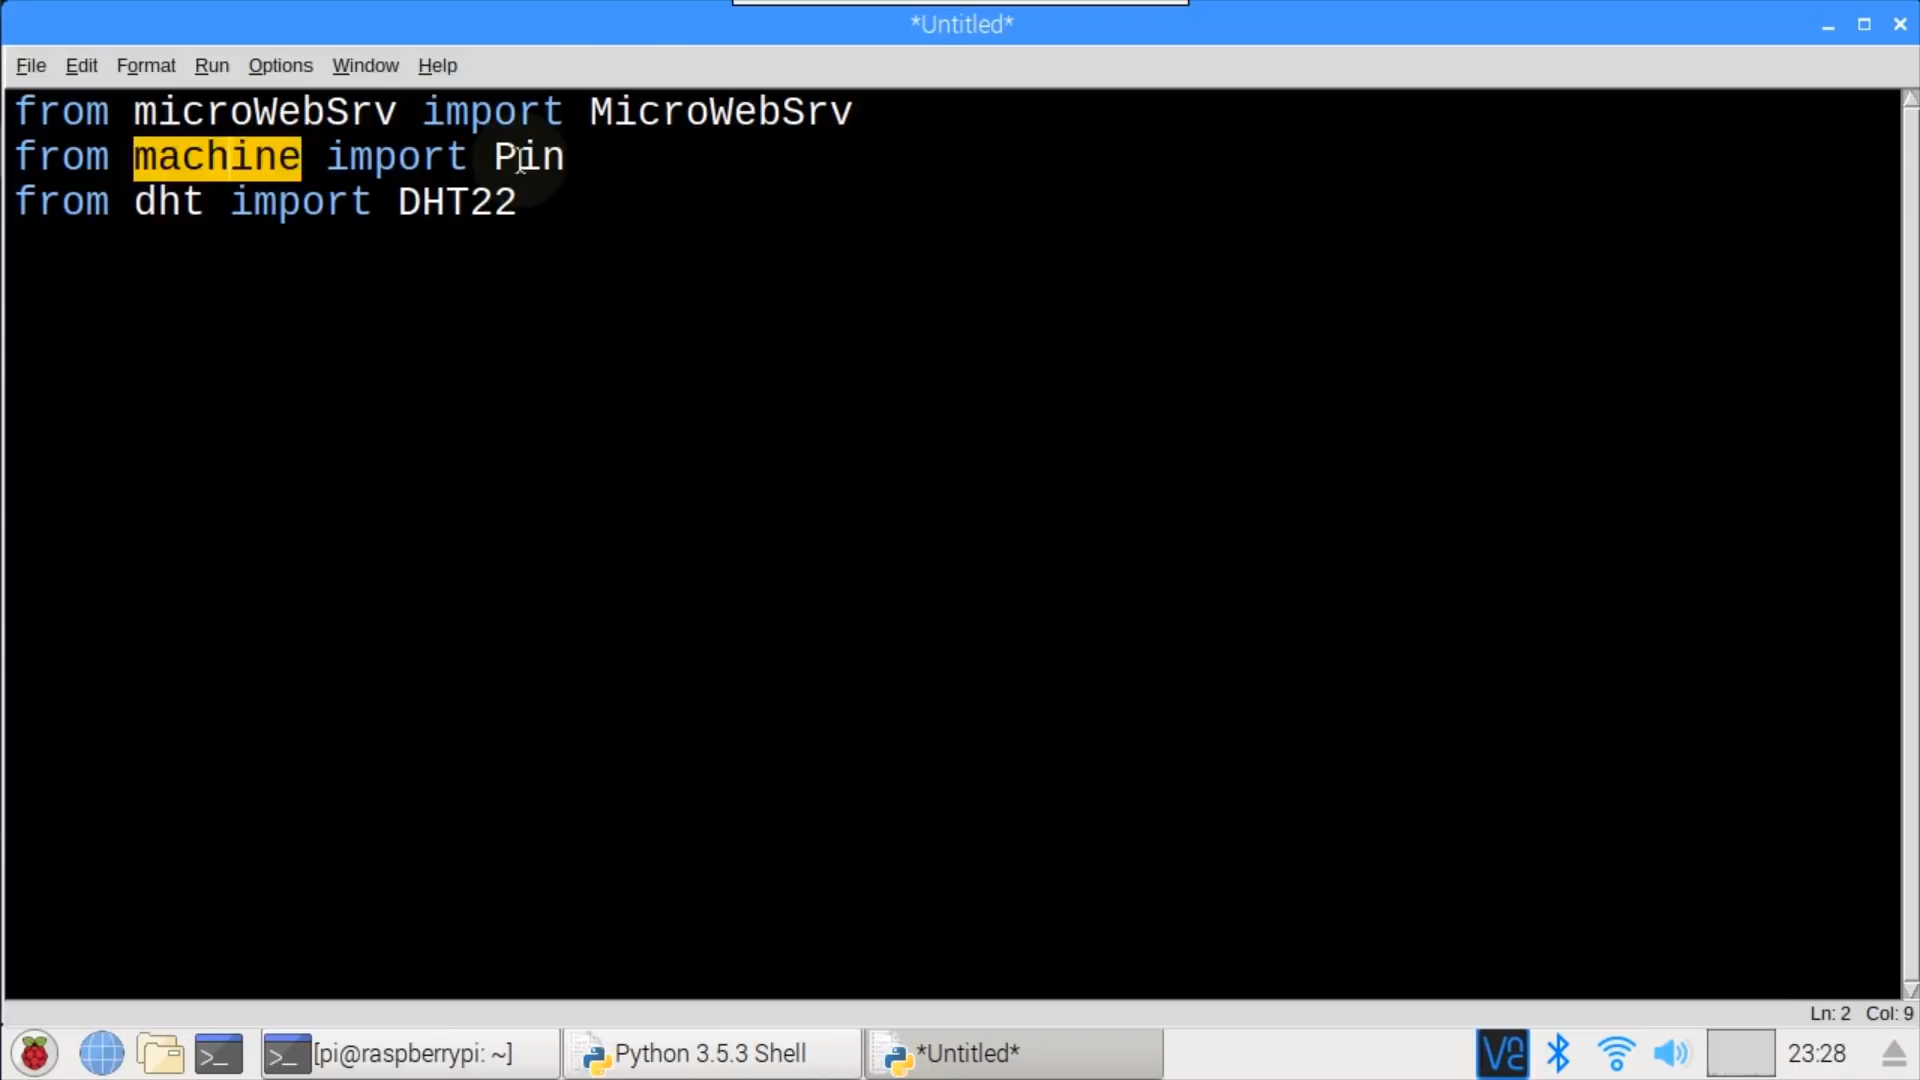 *Untitled*
File Edit Format Run Options Window Help
from microWebSrv import MicroWebSrv
from machine import Pin
from dht import DHT22
Ln: 2 Col: 9
[pi@raspberrypi: ~] Python 3.5.3 Shell *Untitled* 23:28